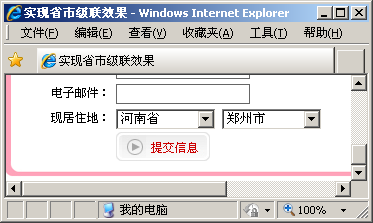 实现省市级联效果 - Windows Internet Explorer
文件(F) 编辑(E) 查看(V) 收藏夹(A) 工具(T) 帮助(H)
实现省市级联效果
电子邮件：
现居住地： 河南省 郑州市
提交信息
我的电脑 100%